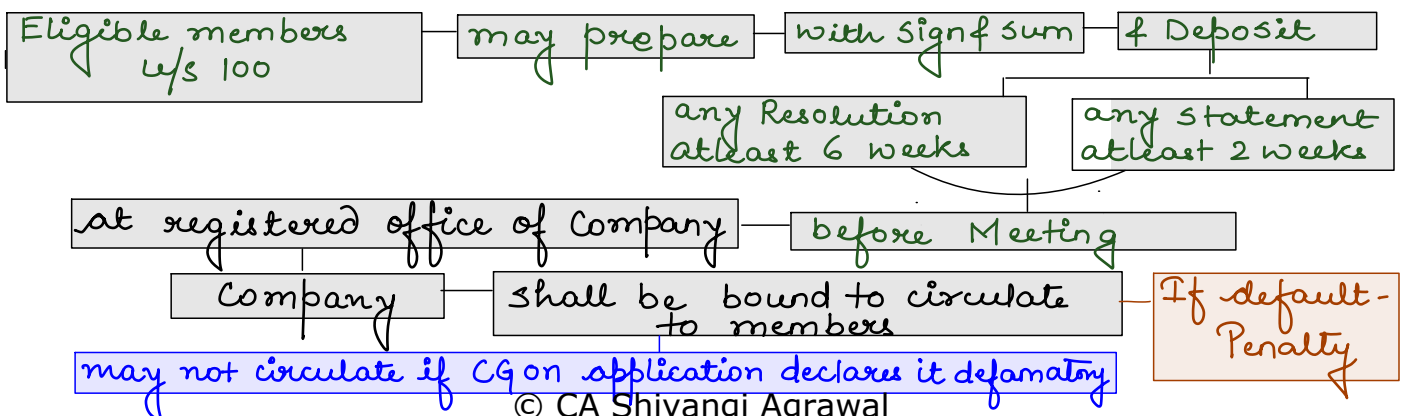 Eligible members
u/s 100
may prepare
with signf sum
& Deposit
any Resolution
atleast 6 weeks
any statement
atleast 2 weeks
before Meeting
at registered office of Company
Company
shall be bound to circulate
to members
If default-
Penalty
may not circulate if CG on application declares it defamatory
© CA Shivangi Agrawal